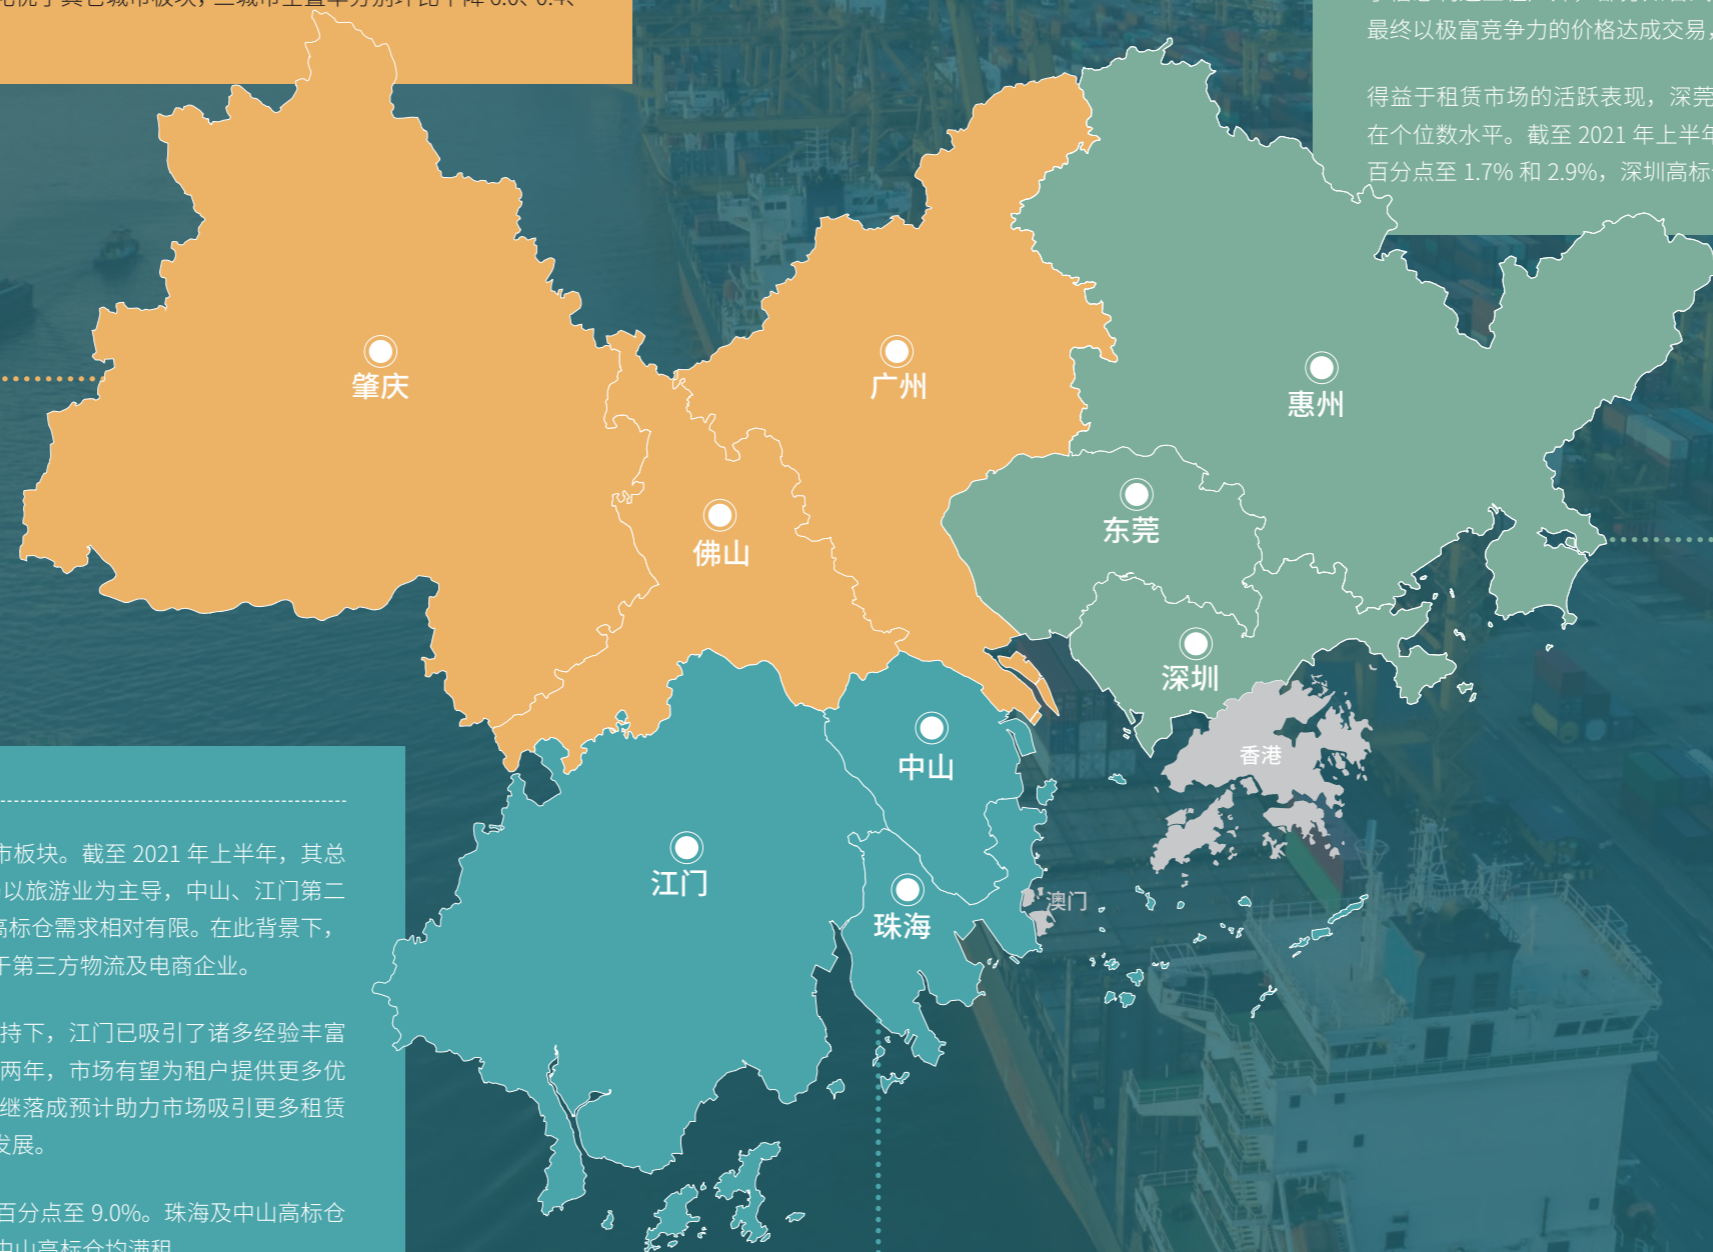 最终以极富竞争力的价格达成交易，
得益于租赁市场的活跃表现，深莞
在个位数水平。截至 2021 年上半年
百分点至 1.7% 和 2.9%，深圳高标
肇庆
广州
惠州
佛山
东莞
深圳
中山
香港
江门
珠海
澳门
市板块。截至 2021 年上半年，其总
以旅游业为主导，中山、江门第二
高标仓需求相对有限。在此背景下，
于第三方物流及电商企业。
持下，江门已吸引了诸多经验丰富
两年，市场有望为租户提供更多优
继落成预计助力市场吸引更多租赁
发展。
百分点至 9.0%。珠海及中山高标仓
中山高标仓均满租